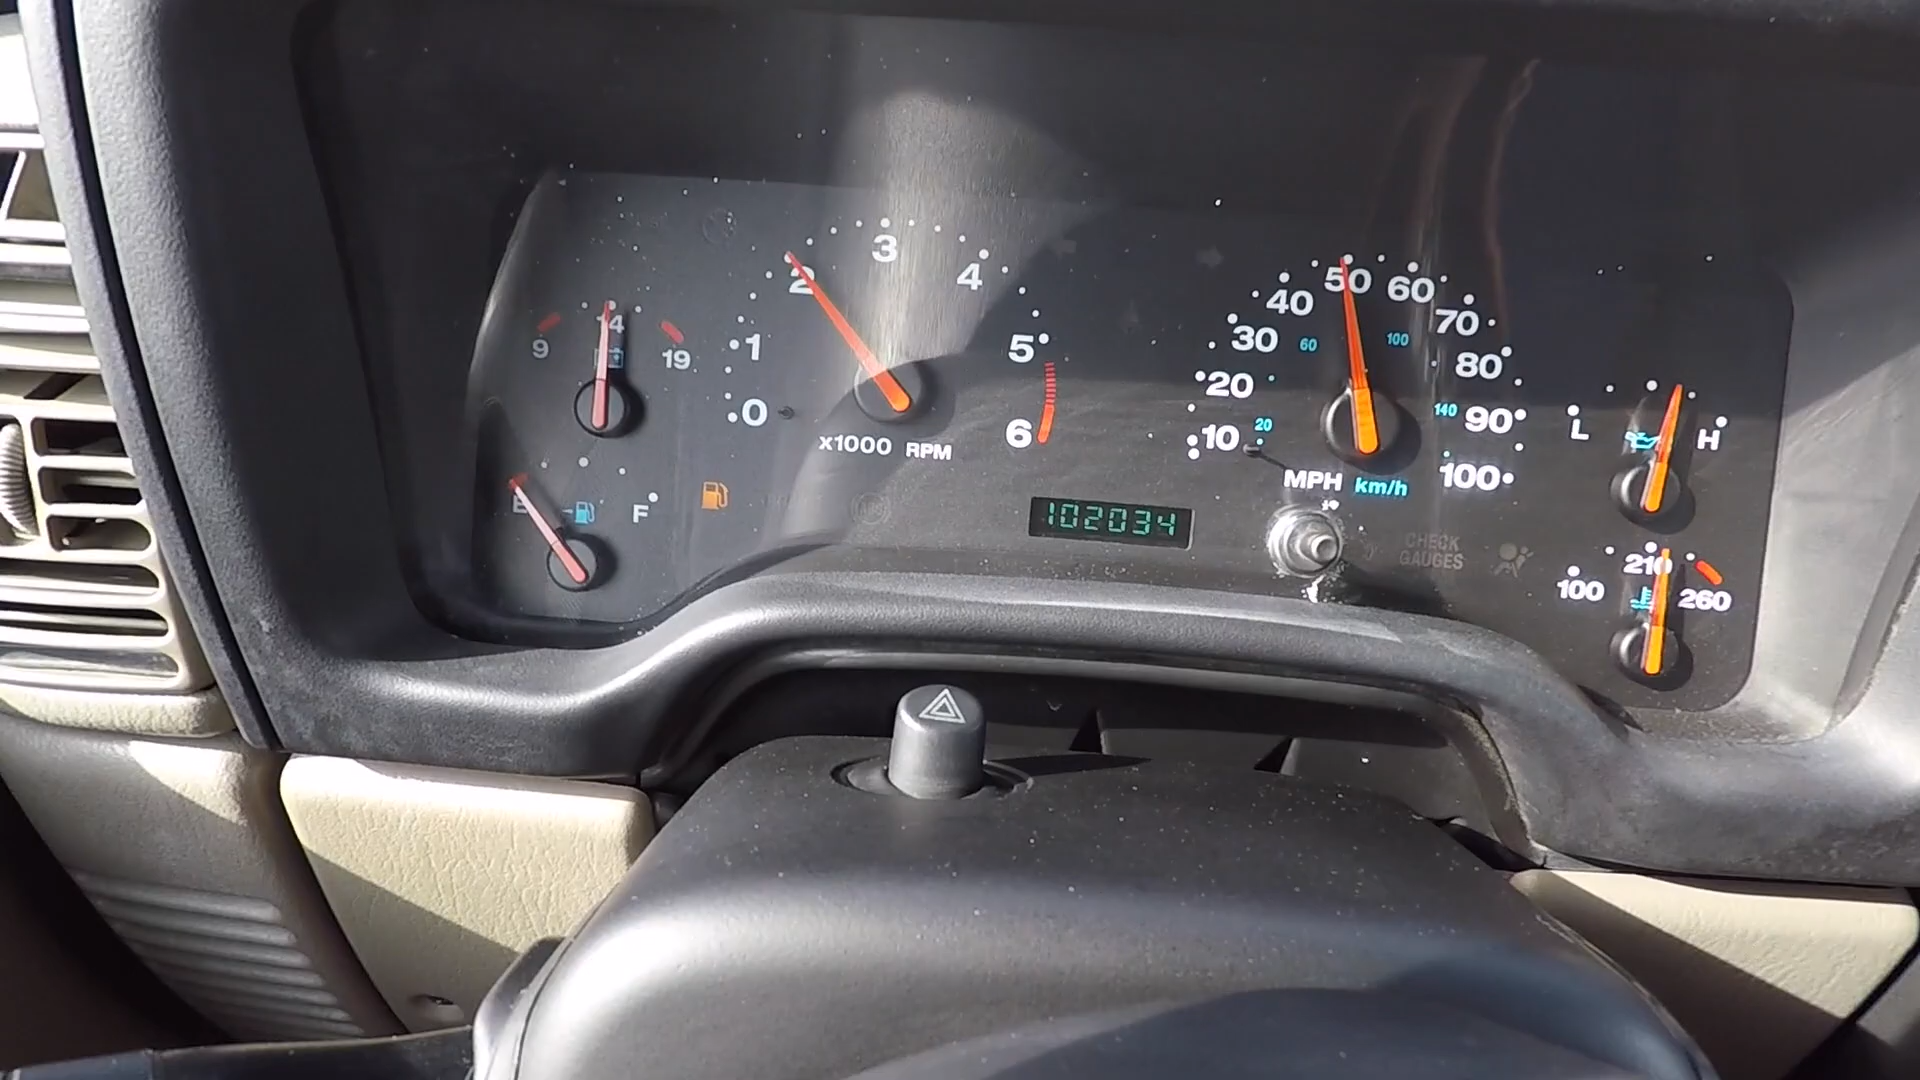 9 14 19
E F
0 1 2 3 4 5 6
x1000 RPM
ABS
102034
10 20 30 40 50 60 70 80 90 100
20 60 100 140
MPH km/h
CHECK
GAUGES
L H
100 210 260